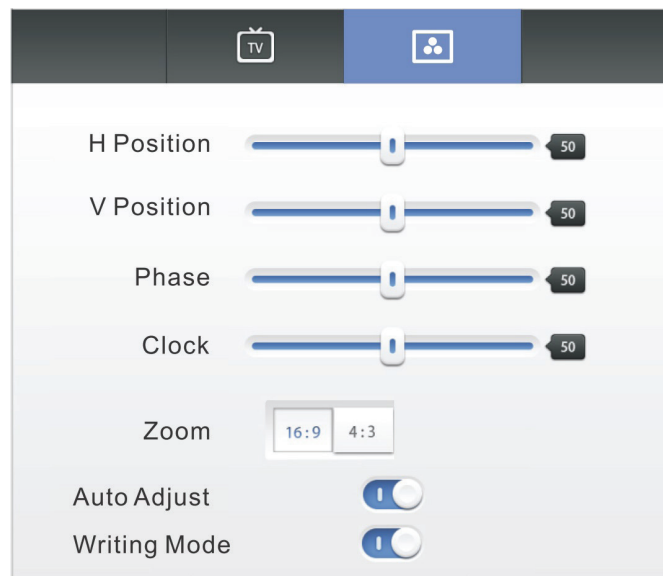 TV
H Position 50
V Position 50
Phase 50
Clock 50
Zoom 16:9 4:3
Auto Adjust
Writing Mode